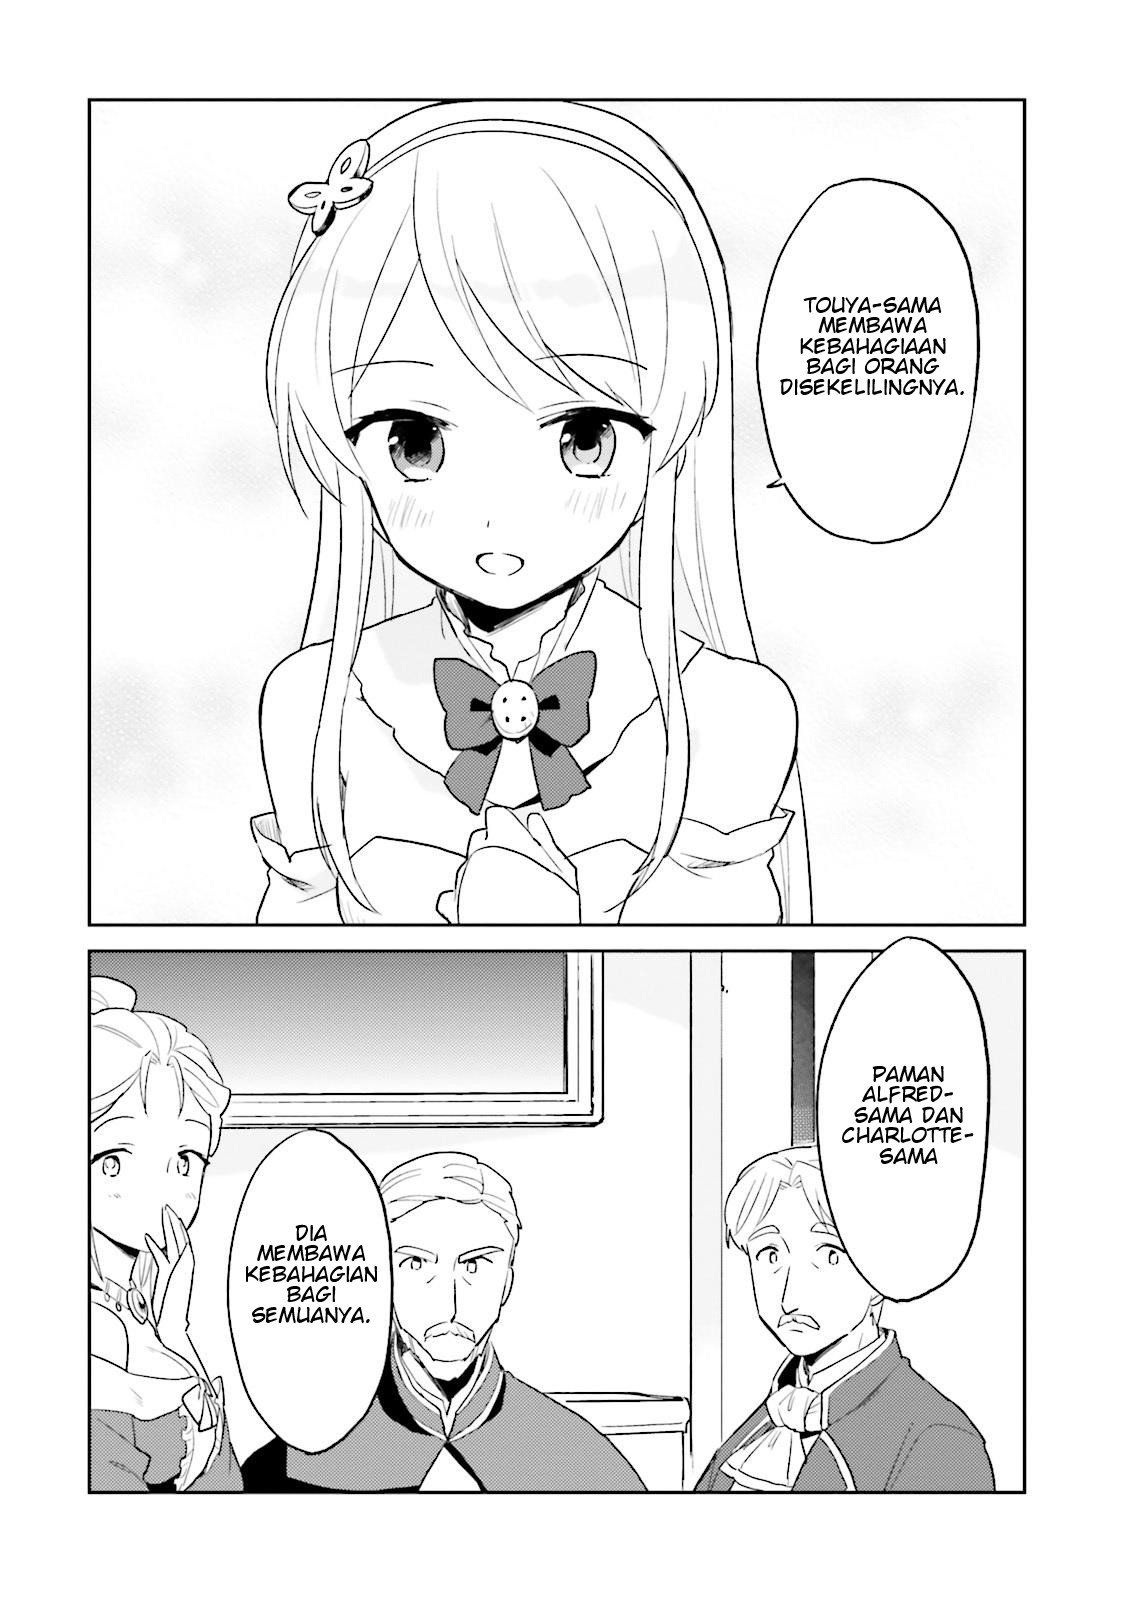 TOUYA-SAMA
MEMBAWA
KEBAHAGIAAN
BAGI ORANG
DISEKELILINGNYA.
PAMAN
ALFRED-
SAMA DAN
CHARLOTTE-
SAMA
DIA
MEMBAWA
KEBAHAGIAN
BAGI
SEMUANYA.